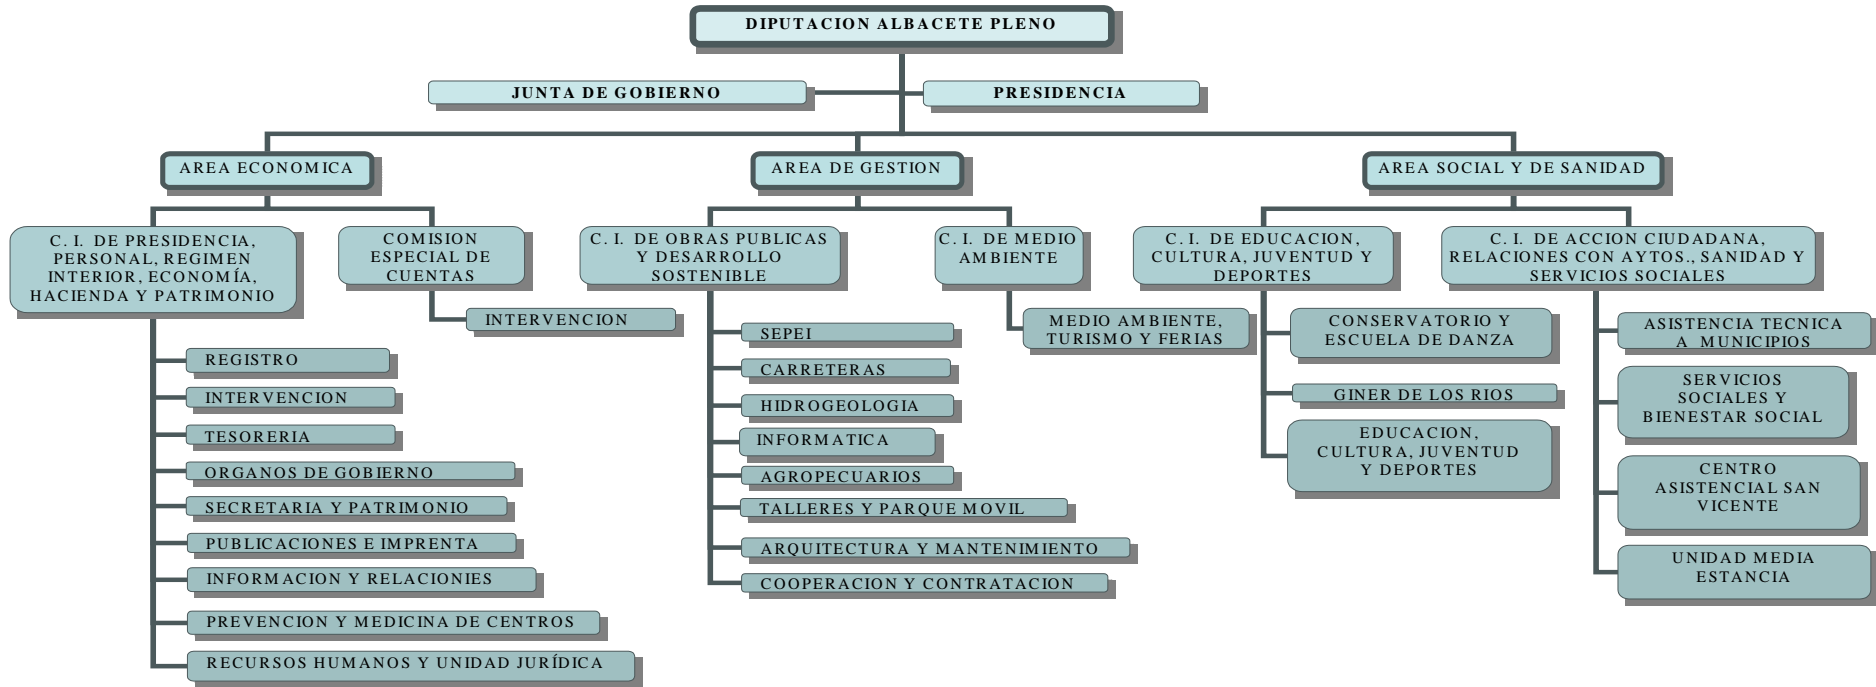 DIPUTACION ALBACETE PLENO
JUNTA DE GOBIERNO
PRESIDENCIA
AREA ECONOMICA
AREA DE GESTION
AREA SOCIAL Y DE SANIDAD
C. I. DE PRESIDENCIA,
PERSONAL, REGIMEN
INTERIOR, ECONOMÍA,
HACIENDA Y PATRIMONIO
COMISION
ESPECIAL DE
CUENTAS
C. I. DE OBRAS PUBLICAS
Y DESARROLLO
SOSTENIBLE
C. I. DE MEDIO
AMBIENTE
C. I. DE EDUCACION,
CULTURA, JUVENTUD Y
DEPORTES
C. I. DE ACCION CIUDADANA,
RELACIONES CON AYTOS., SANIDAD Y
SERVICIOS SOCIALES
REGISTRO
INTERVENCION
TESORERIA
ORGANOS DE GOBIERNO
SECRETARIA Y PATRIMONIO
PUBLICACIONES E IMPRENTA
INFORMACION Y RELACIONIES
PREVENCION Y MEDICINA DE CENTROS
RECURSOS HUMANOS Y UNIDAD JURÍDICA
INTERVENCION
SEPEI
CARRETERAS
HIDROGEOLOGIA
INFORMATICA
AGROPECUARIOS
TALLERES Y PARQUE MOVIL
ARQUITECTURA Y MANTENIMIENTO
COOPERACION Y CONTRATACION
MEDIO AMBIENTE,
TURISMO Y FERIAS
CONSERVATORIO Y
ESCUELA DE DANZA
GINER DE LOS RIOS
EDUCACION,
CULTURA, JUVENTUD
Y DEPORTES
ASISTENCIA TECNICA
A MUNICIPIOS
SERVICIOS
SOCIALES Y
BIENESTAR SOCIAL
CENTRO
ASISTENCIAL SAN
VICENTE
UNIDAD MEDIA
ESTANCIA